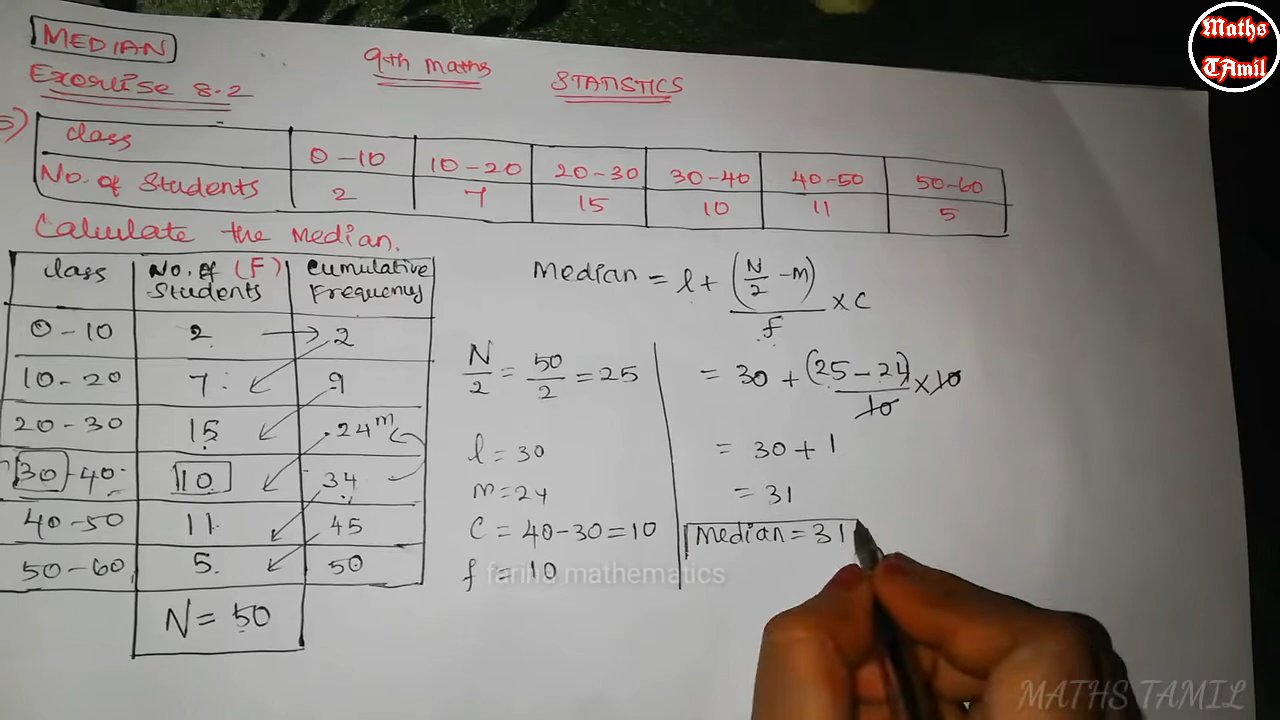 Maths
TAmil
MEDIAN
9th maths
STATISTICS
Exercise 8.2
5)
class 0-10 10-20 20-30 30-40 40-50 50-60
No. of Students 2 7 15 10 11 5
Calculate the Median.
class No. of (F) Students Cumulative Frequency
0-10 2 2
10-20 7 9
20-30 15 24 m
30-40 10 34
40-50 11 45
50-60 5 50
N = 50
Median = l + (N/2 - m)/f × C
N/2 = 50/2 = 25
l = 30
m = 24
C = 40-30 = 10
f = 10
= 30 + (25-24)/10 × 10
= 30 + 1
= 31
Median = 31
farina mathematics
MATHS TAMIL